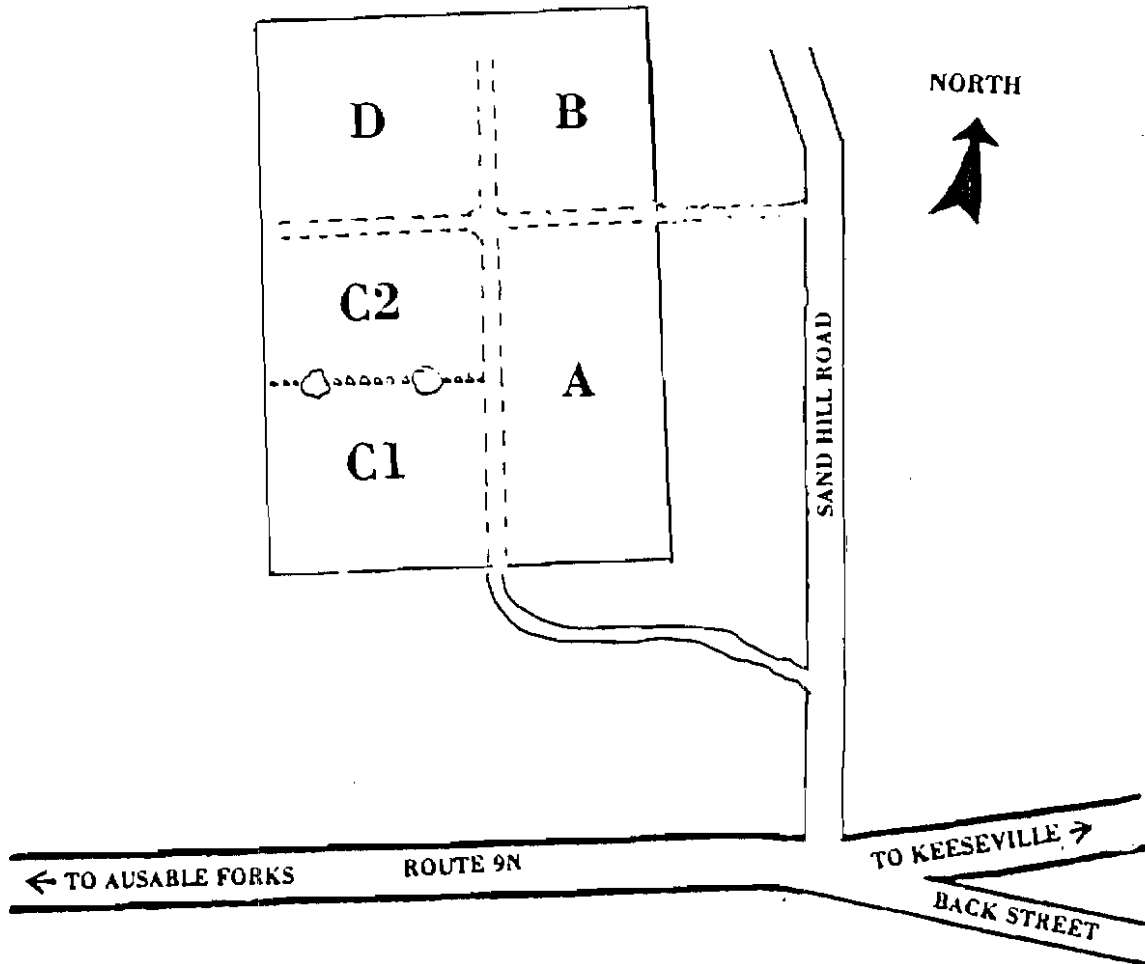 D
B
NORTH
C2
A
C1
SAND HILL ROAD
← TO AUSABLE FORKS
ROUTE 9N
TO KEESEVILLE →
BACK STREET